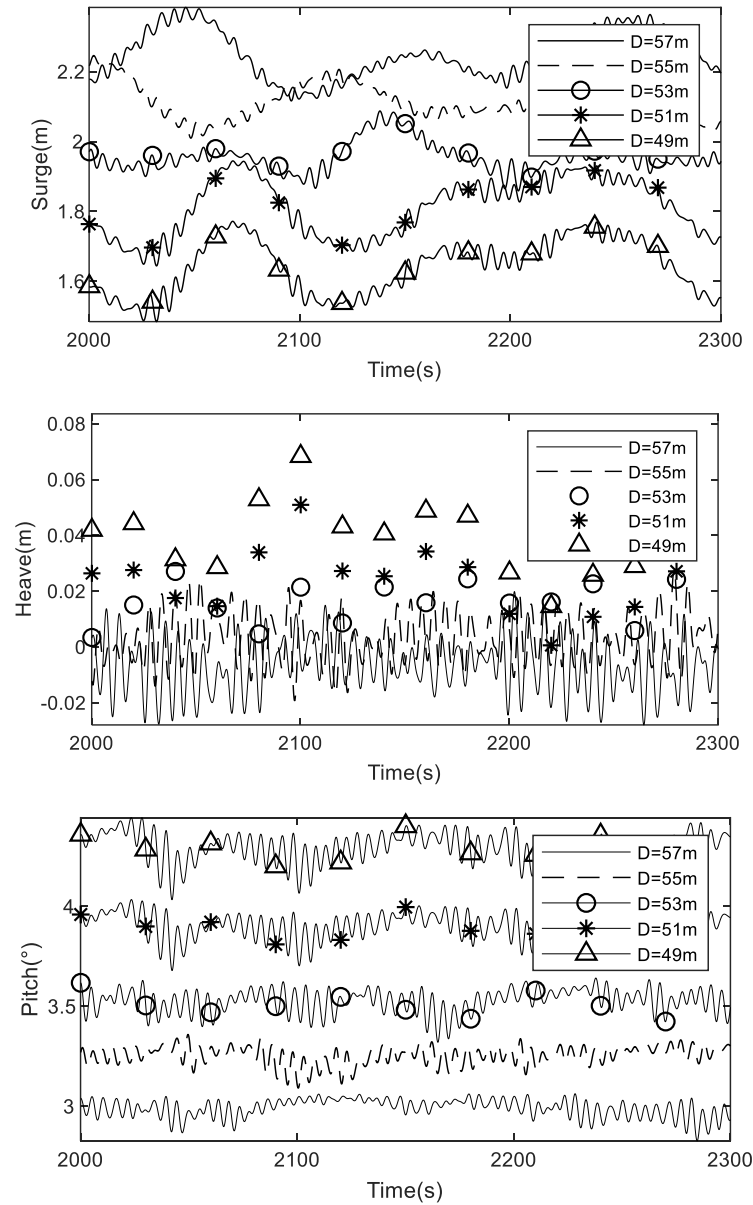 2.2
2
1.8
1.6
Surge(m)
D=57m
D=55m
D=53m
D=51m
D=49m
2000
2100
2200
2300
Time(s)
0.08
0.06
0.04
0.02
0
-0.02
Heave(m)
D=57m
D=55m
D=53m
D=51m
D=49m
2000
2100
2200
2300
Time(s)
4
3.5
3
Pitch(°)
D=57m
D=55m
D=53m
D=51m
D=49m
2000
2100
2200
2300
Time(s)